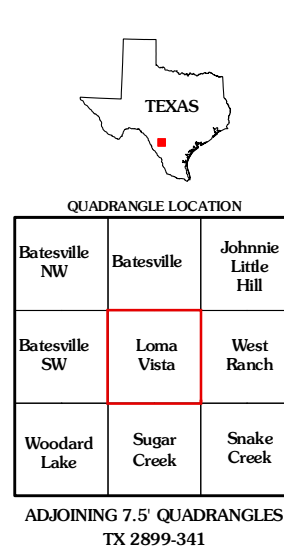 TEXAS
QUADRANGLE LOCATION
Batesville
NW
Batesville
Johnnie
Little
Hill
Batesville
SW
Loma
Vista
West
Ranch
Woodard
Lake
Sugar
Creek
Snake
Creek
ADJOINING 7.5' QUADRANGLES
TX 2899-341